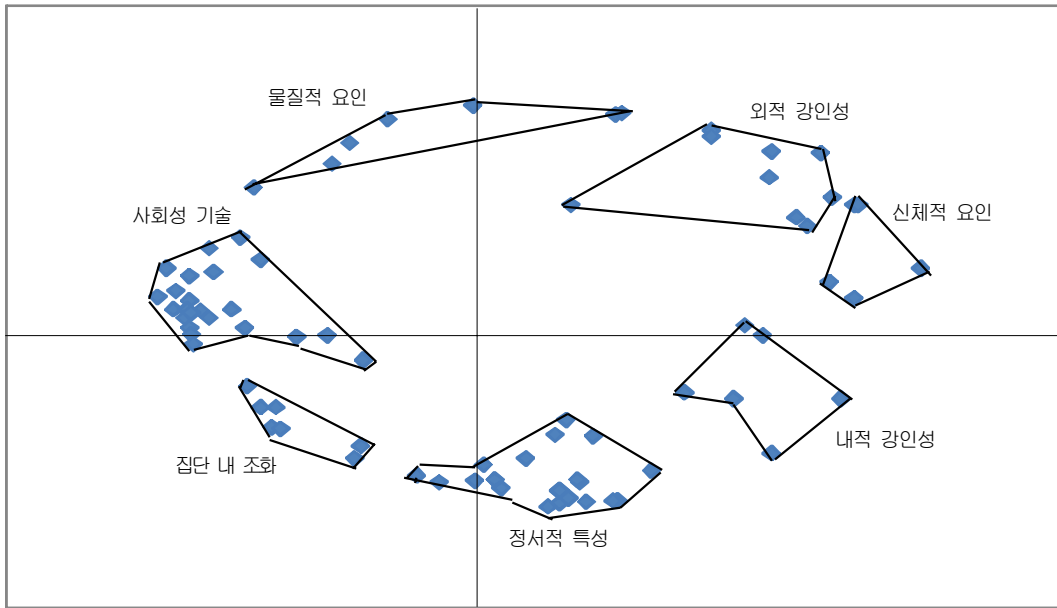 물질적 요인
외적 강인성
사회성 기술
신체적 요인
내적 강인성
집단 내 조화
정서적 특성